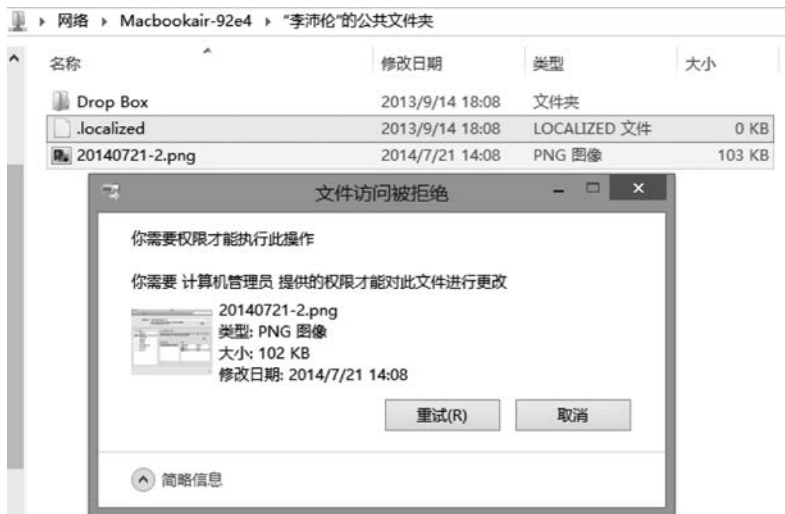 网络 Macbookair-92e4 “李沛伦”的公共文件夹
名称 修改日期 类型 大小
Drop Box 2013/9/14 18:08 文件夹
.localized 2013/9/14 18:08 LOCALIZED 文件 0 KB
20140721-2.png 2014/7/21 14:08 PNG 图像 103 KB
文件访问被拒绝
你需要权限才能执行此操作
你需要 计算机管理员 提供的权限才能对此文件进行更改
20140721-2.png
类型: PNG 图像
大小: 102 KB
修改日期: 2014/7/21 14:08
重试(R) 取消
简略信息